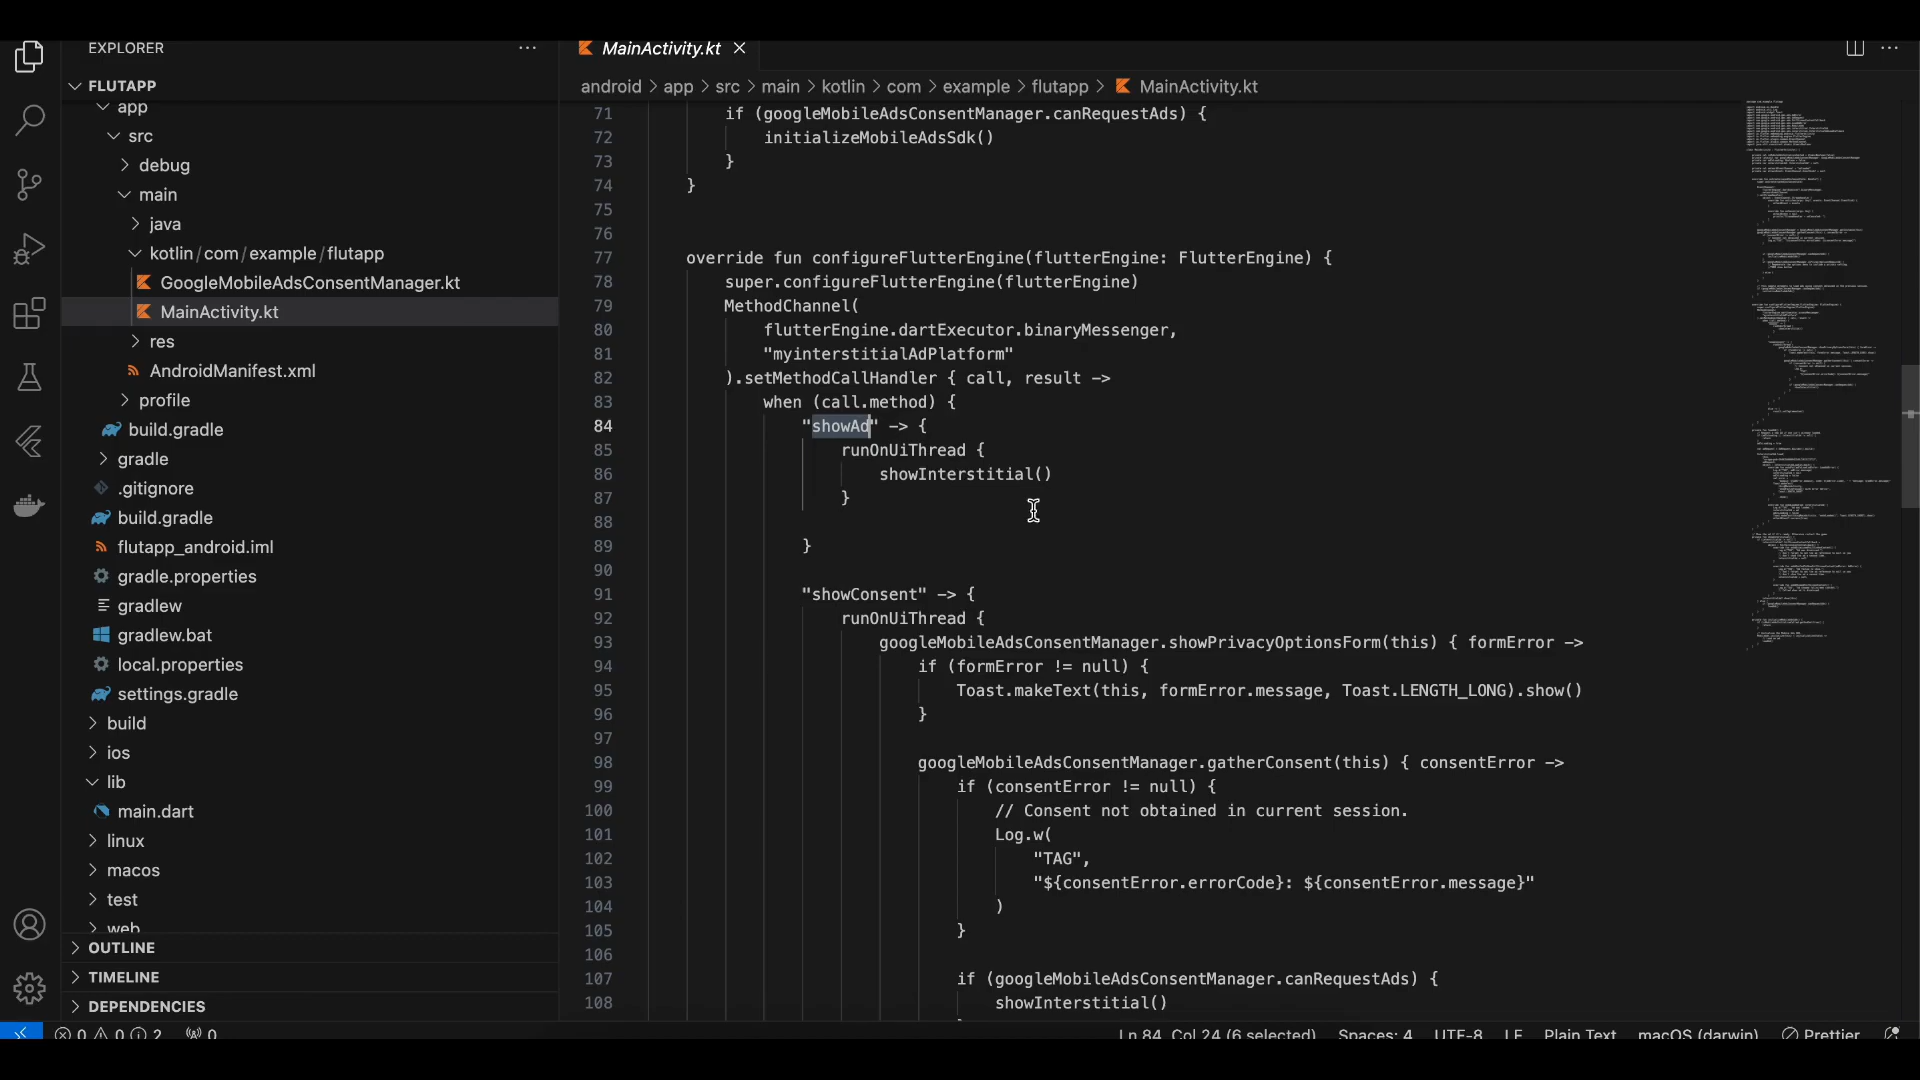 EXPLORER
FLUTAPP
app
src
debug
main
java
kotlin/com/example/flutapp
GoogleMobileAdsConsentManager.kt
MainActivity.kt
res
AndroidManifest.xml
profile
build.gradle
gradle
.gitignore
build.gradle
flutapp_android.iml
gradle.properties
gradlew
gradlew.bat
local.properties
settings.gradle
build
ios
lib
main.dart
linux
macos
test
web
OUTLINE
TIMELINE
DEPENDENCIES
MainActivity.kt
android > app > src > main > kotlin > com > example > flutapp > MainActivity.kt
71 if (googleMobileAdsConsentManager.canRequestAds) {
72 initializeMobileAdsSdk()
73 }
74 }
75
76
77 override fun configureFlutterEngine(flutterEngine: FlutterEngine) {
78 super.configureFlutterEngine(flutterEngine)
79 MethodChannel(
80 flutterEngine.dartExecutor.binaryMessenger,
81 "myinterstitialAdPlatform"
82 ).setMethodCallHandler { call, result ->
83 when (call.method) {
84 "showAd" -> {
85 runOnUiThread {
86 showInterstitial()
87 }
88
89 }
90
91 "showConsent" -> {
92 runOnUiThread {
93 googleMobileAdsConsentManager.showPrivacyOptionsForm(this) { formError ->
94 if (formError != null) {
95 Toast.makeText(this, formError.message, Toast.LENGTH_LONG).show()
96 }
97
98 googleMobileAdsConsentManager.gatherConsent(this) { consentError ->
99 if (consentError != null) {
100 // Consent not obtained in current session.
101 Log.w(
102 "TAG",
103 "${consentError.errorCode}: ${consentError.message}"
104 )
105 }
106
107 if (googleMobileAdsConsentManager.canRequestAds) {
108 showInterstitial()
0 0 2 0 Ln 84, Col 24 (6 selected) Spaces: 4 UTF-8 LF Plain Text macOS (darwin) Prettier